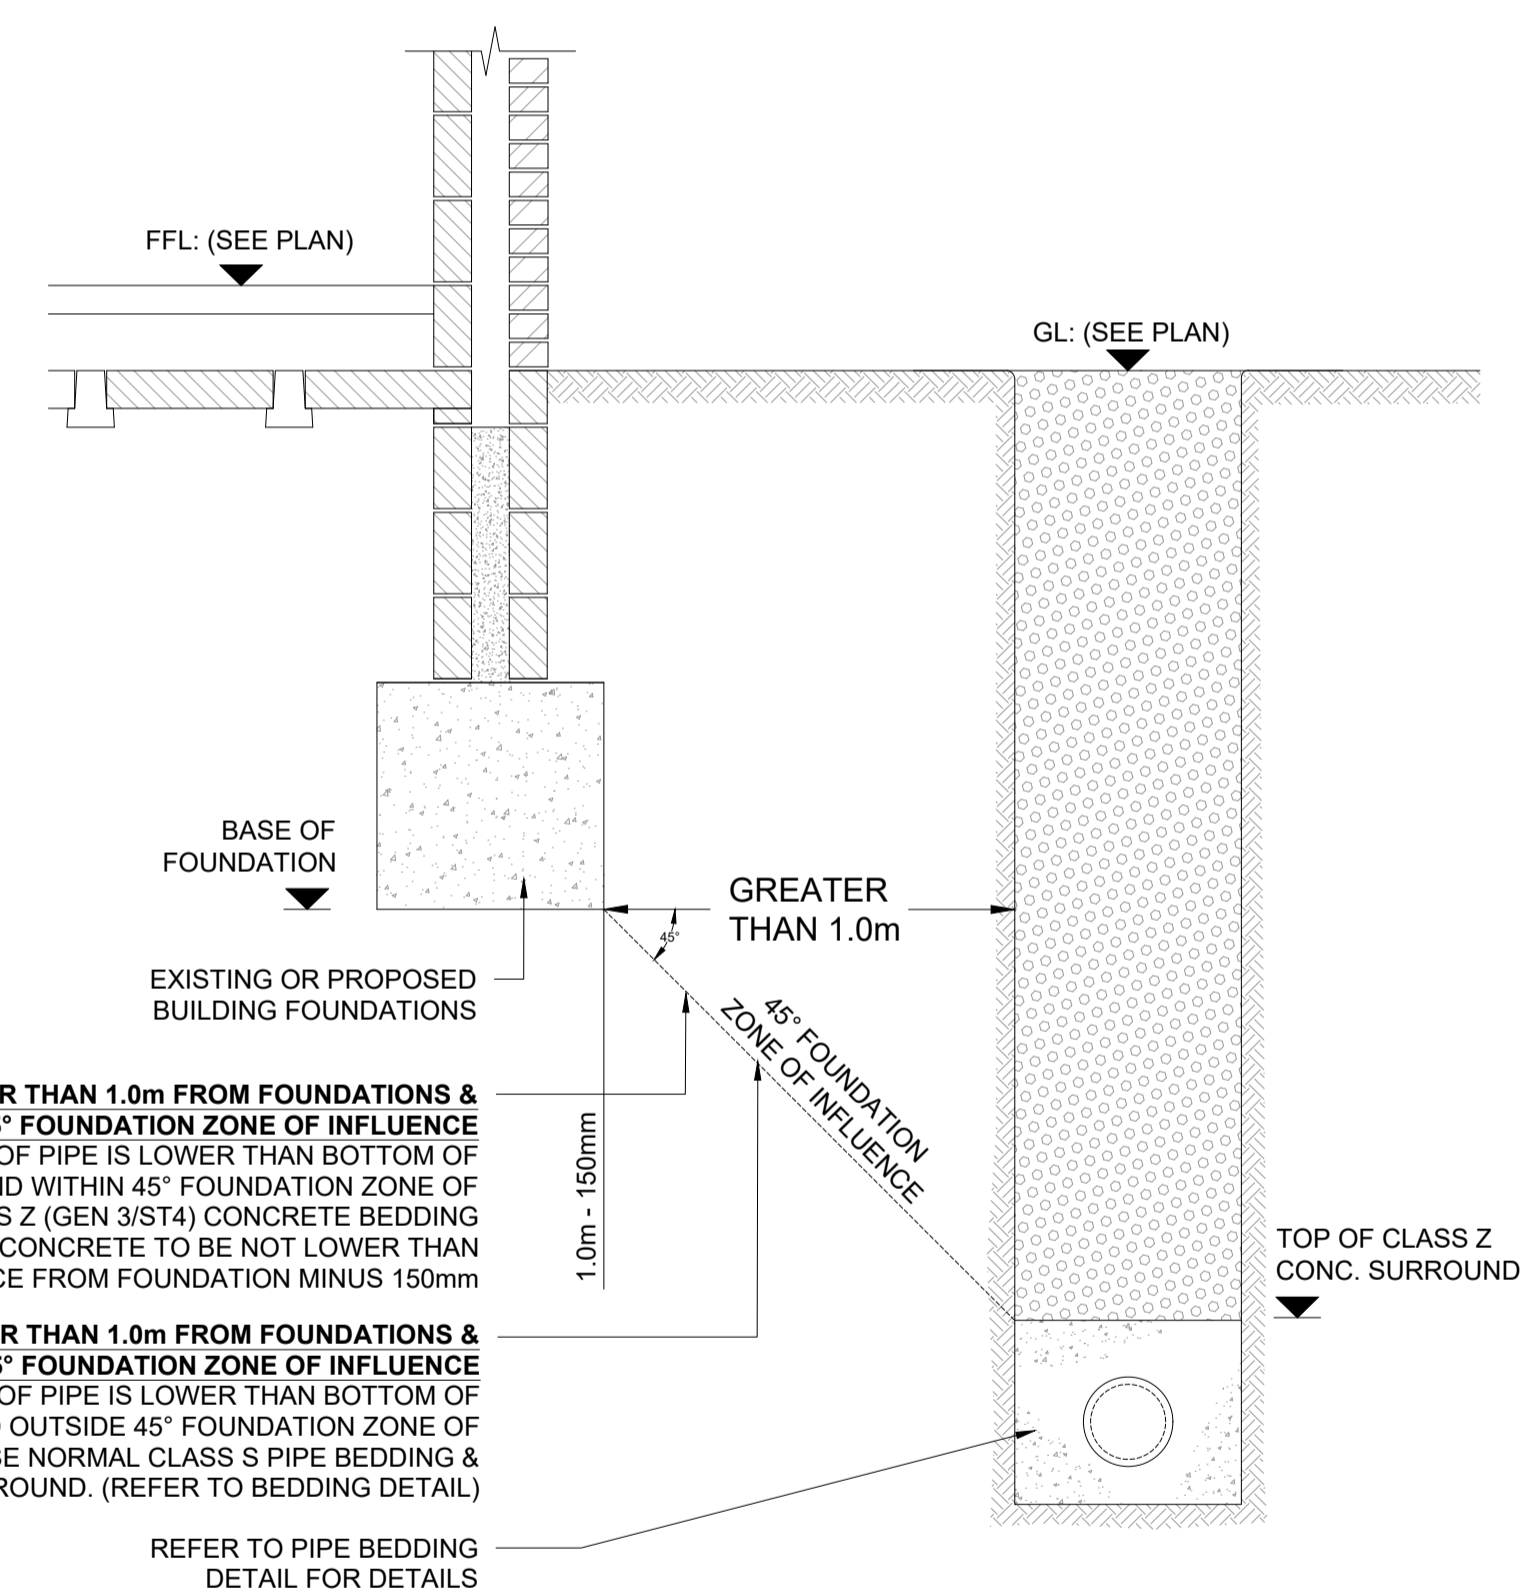 FFL: (SEE PLAN)
GL: (SEE PLAN)
BASE OF
FOUNDATION
GREATER
THAN 1.0m
45°
EXISTING OR PROPOSED
BUILDING FOUNDATIONS
45° FOUNDATION
ZONE OF INFLUENCE
THAN 1.0m FROM FOUNDATIONS &
FOUNDATION ZONE OF INFLUENCE
OF PIPE IS LOWER THAN BOTTOM OF
WITHIN 45° FOUNDATION ZONE OF
Z (GEN 3/ST4) CONCRETE BEDDING
CONCRETE TO BE NOT LOWER THAN
FROM FOUNDATION MINUS 150mm
1.0m - 150mm
TOP OF CLASS Z
CONC. SURROUND
THAN 1.0m FROM FOUNDATIONS &
FOUNDATION ZONE OF INFLUENCE
OF PIPE IS LOWER THAN BOTTOM OF
OUTSIDE 45° FOUNDATION ZONE OF
NORMAL CLASS S PIPE BEDDING &
(REFER TO BEDDING DETAIL)
REFER TO PIPE BEDDING
DETAIL FOR DETAILS